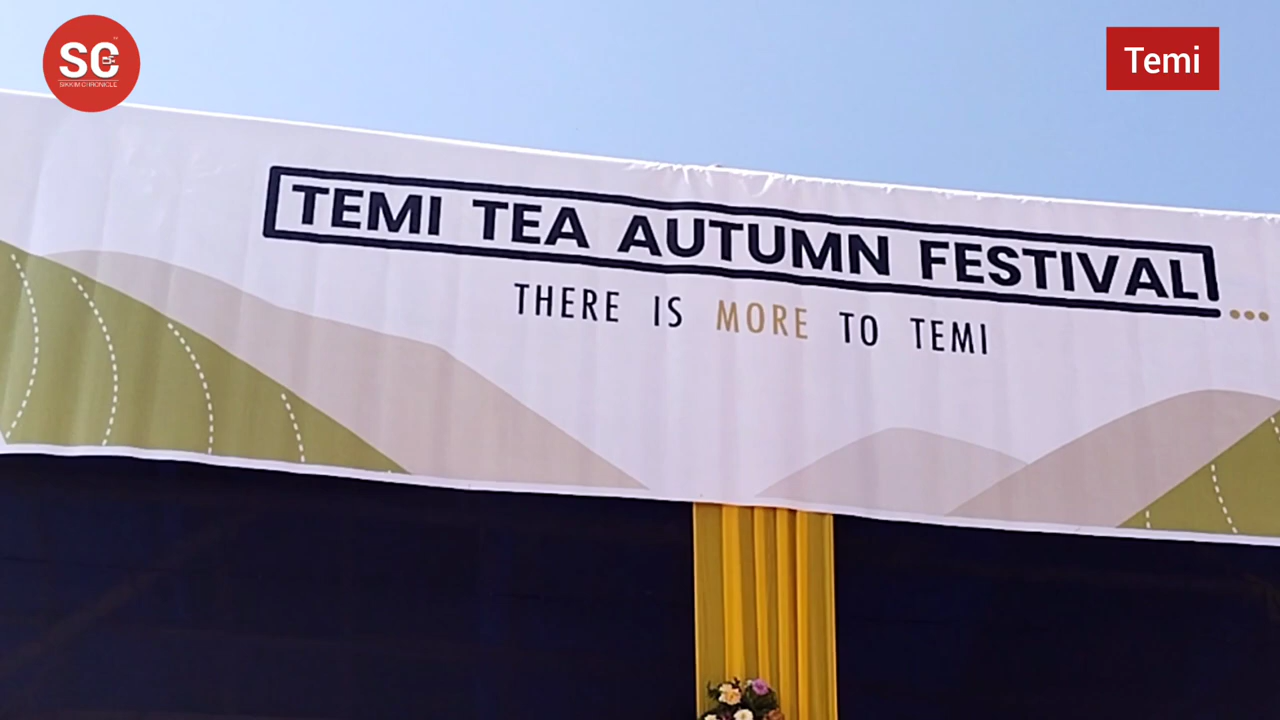 SC
SIKKIM CHRONICLE
Temi
TEMI TEA AUTUMN FESTIVAL...
THERE IS MORE TO TEMI